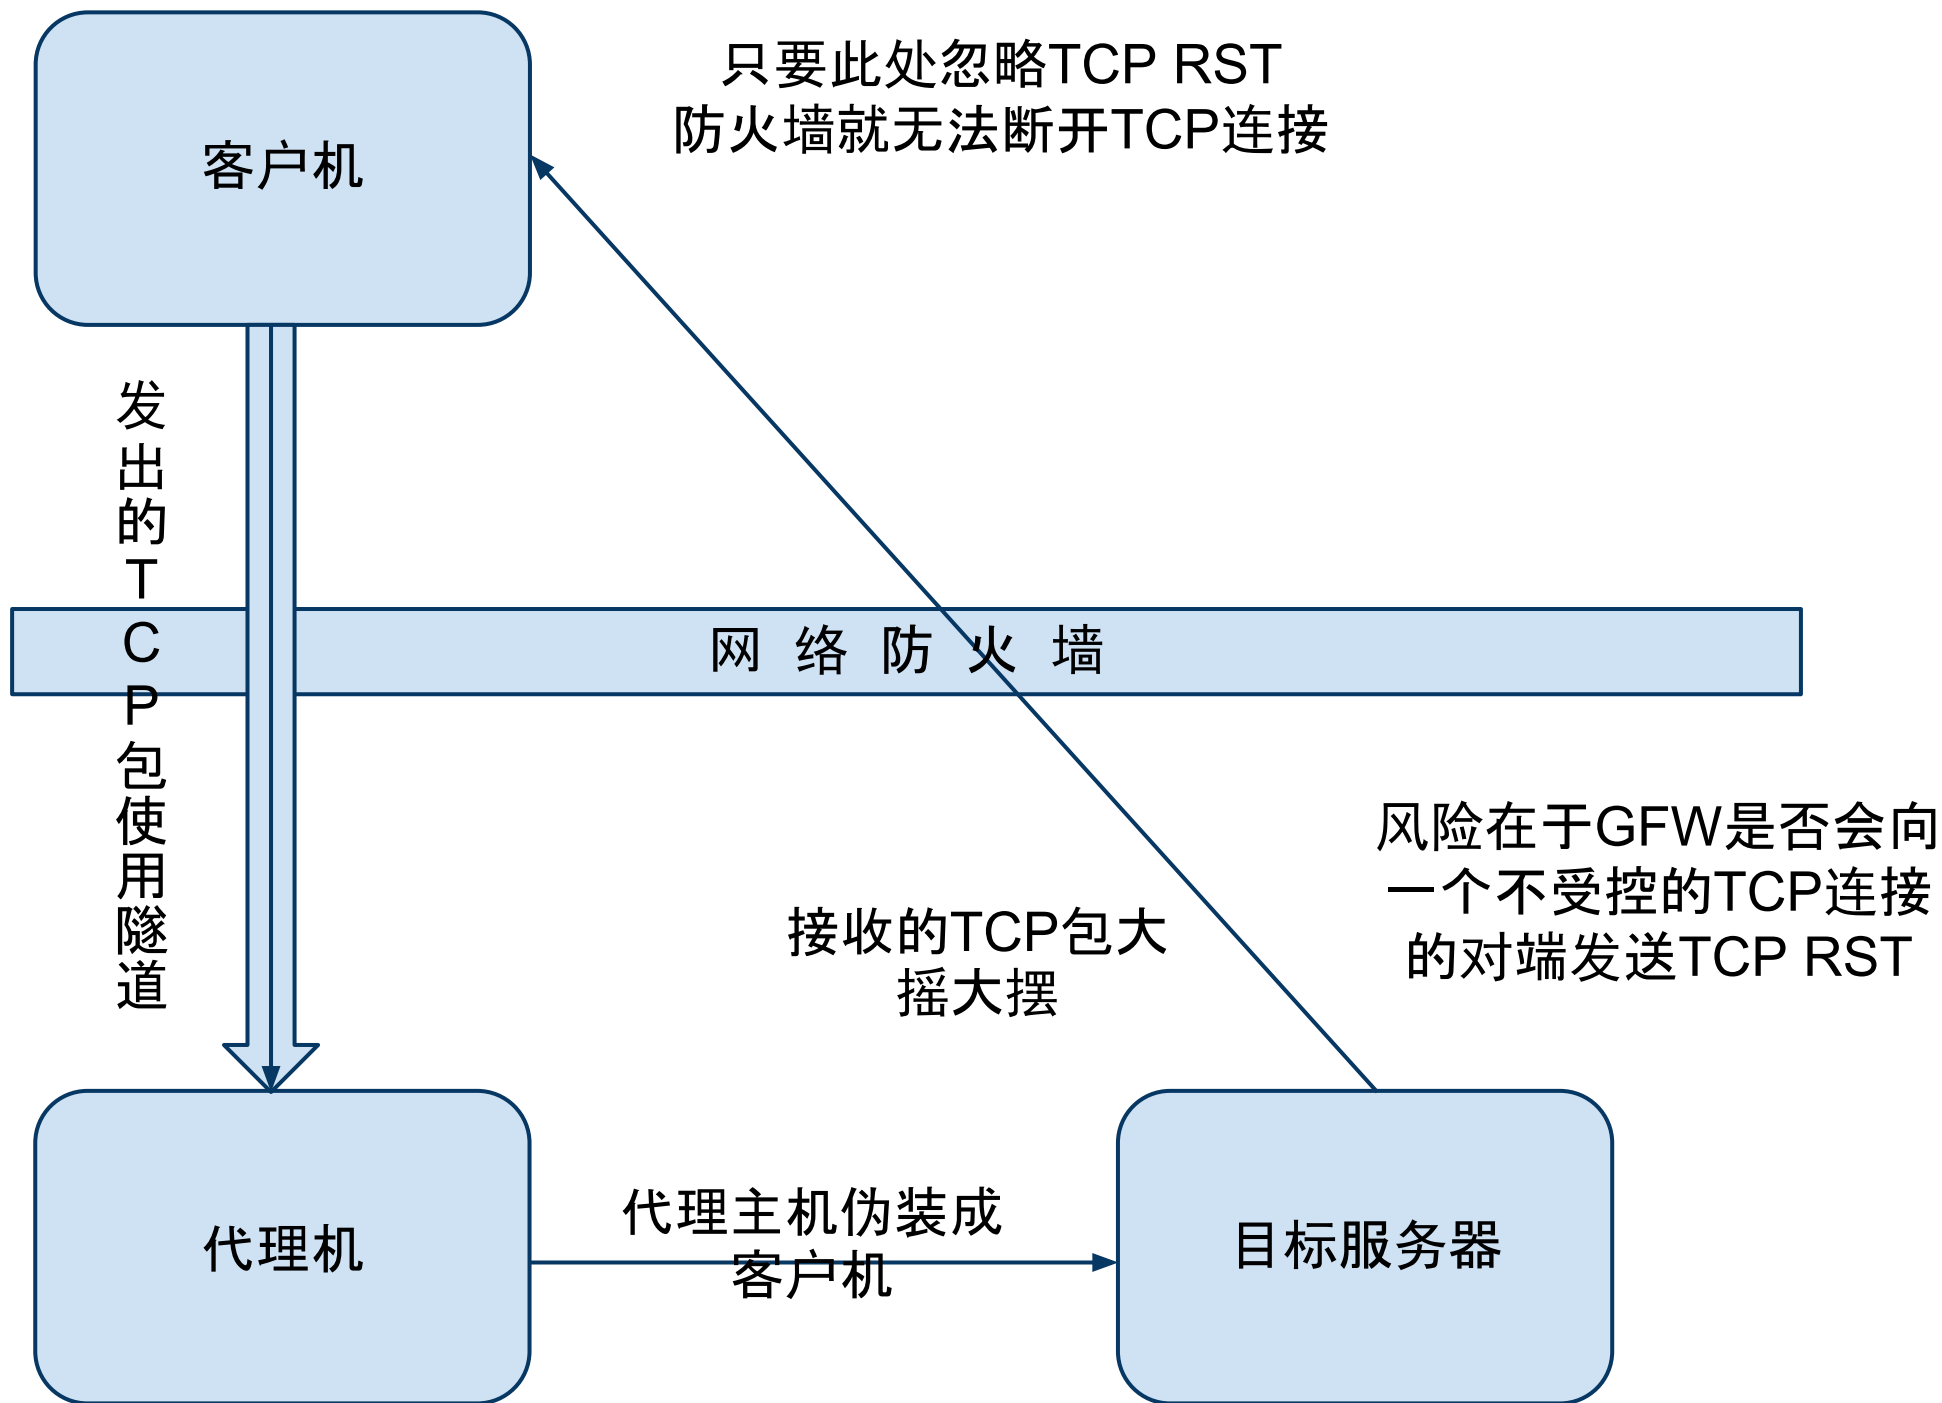 只要此处忽略TCP RST
防火墙就无法断开TCP连接
客户机
发出的TCP包使用隧道
网 络 防 火 墙
风险在于GFW是否会向
一个不受控的TCP连接
的对端发送TCP RST
接收的TCP包大
摇大摆
代理机
代理主机伪装成
客户机
目标服务器